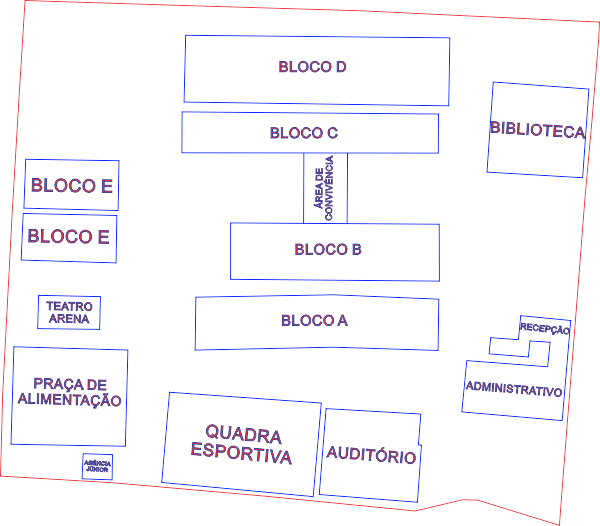 BLOCO D
BLOCO C
BIBLIOTECA
ÁREA DE
CONVIVÊNCIA
BLOCO E
BLOCO E
BLOCO B
TEATRO
ARENA
BLOCO A
RECEPÇÃO
PRAÇA DE
ALIMENTAÇÃO
ADMINISTRATIVO
QUADRA
ESPORTIVA
AUDITÓRIO
AGÊNCIA
JÚNIOR